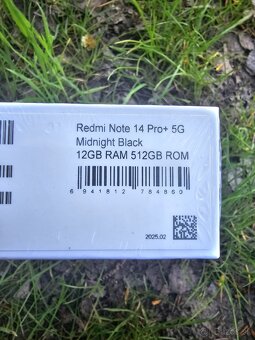 Redmi Note 14 Pro+ 5G
Midnight Black
12GB RAM 512GB ROM
6 941812 784860
2025.02